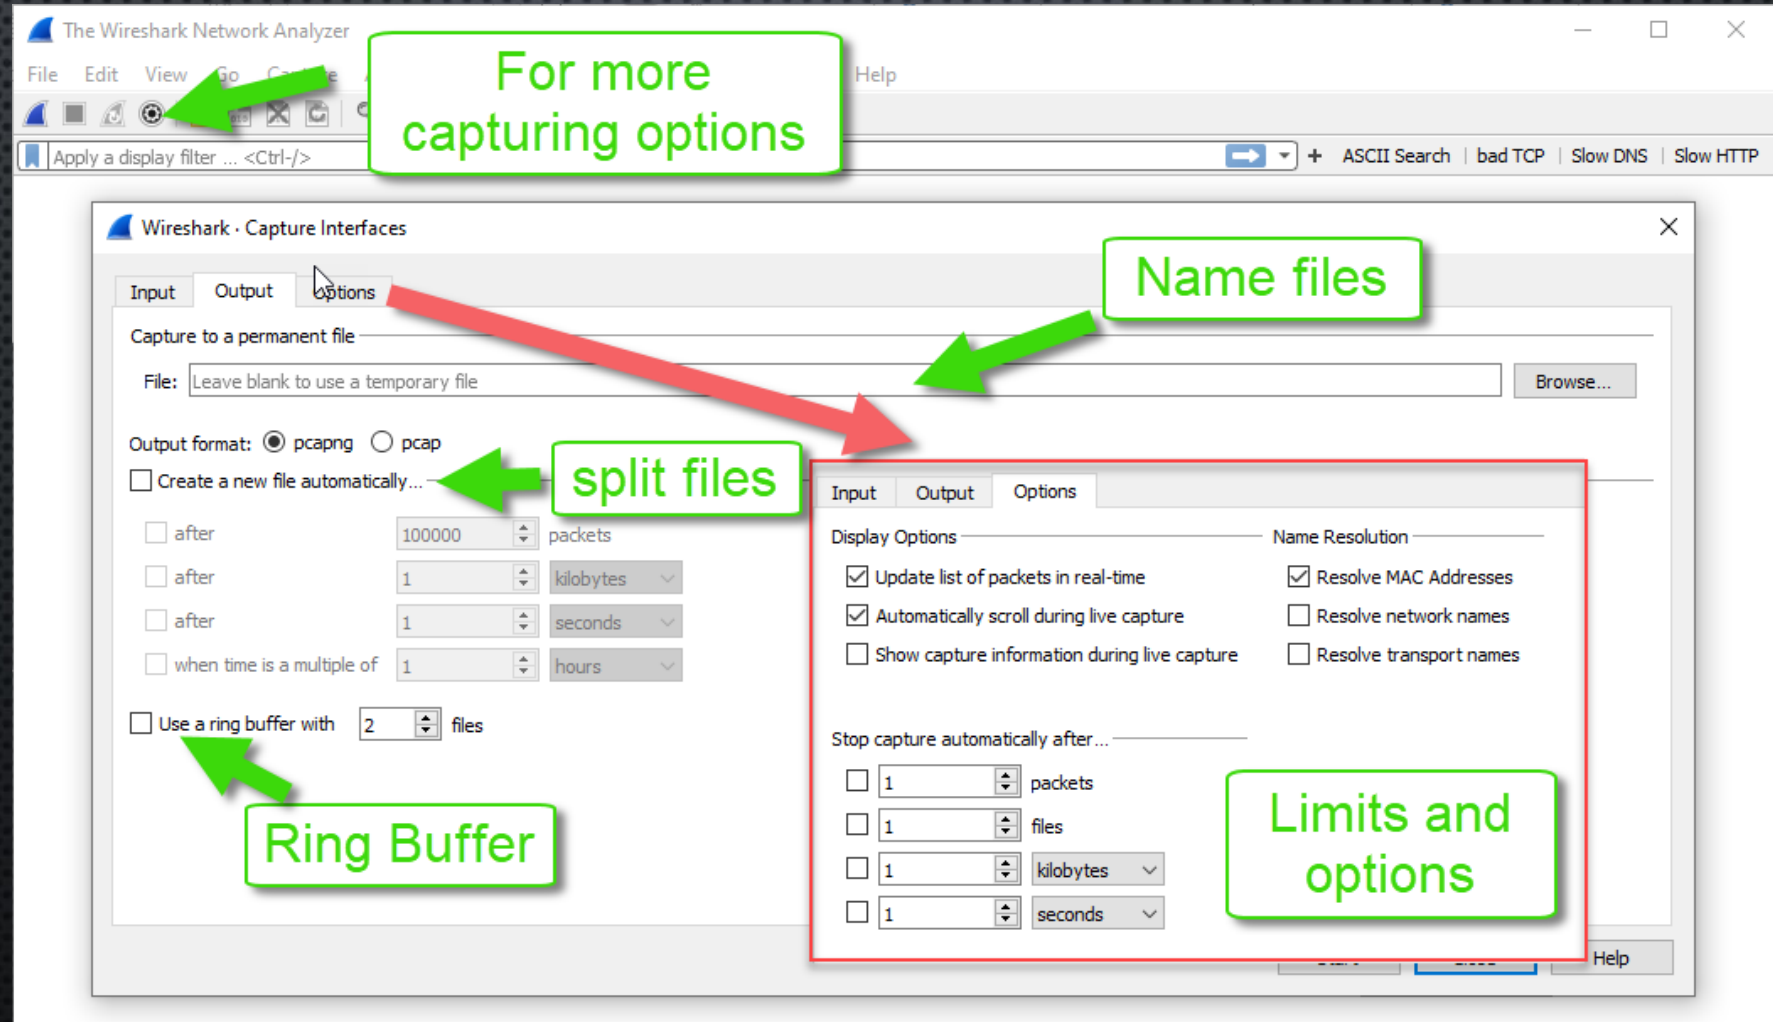 The Wireshark Network Analyzer
File Edit View Go Help
For more
capturing options
Apply a display filter ... <Ctrl-/>
+ ASCII Search | bad TCP | Slow DNS | Slow HTTP
Wireshark · Capture Interfaces
Input Output Options
Name files
Capture to a permanent file
File: Leave blank to use a temporary file Browse...
Output format: pcapng pcap
Create a new file automatically...
split files
after 100000 packets
after 1 kilobytes
after 1 seconds
when time is a multiple of 1 hours
Use a ring buffer with 2 files
Ring Buffer
Input Output Options
Display Options Name Resolution
Update list of packets in real-time Resolve MAC Addresses
Automatically scroll during live capture Resolve network names
Show capture information during live capture Resolve transport names
Stop capture automatically after...
1 packets
1 files
1 kilobytes
1 seconds
Limits and
options
Help